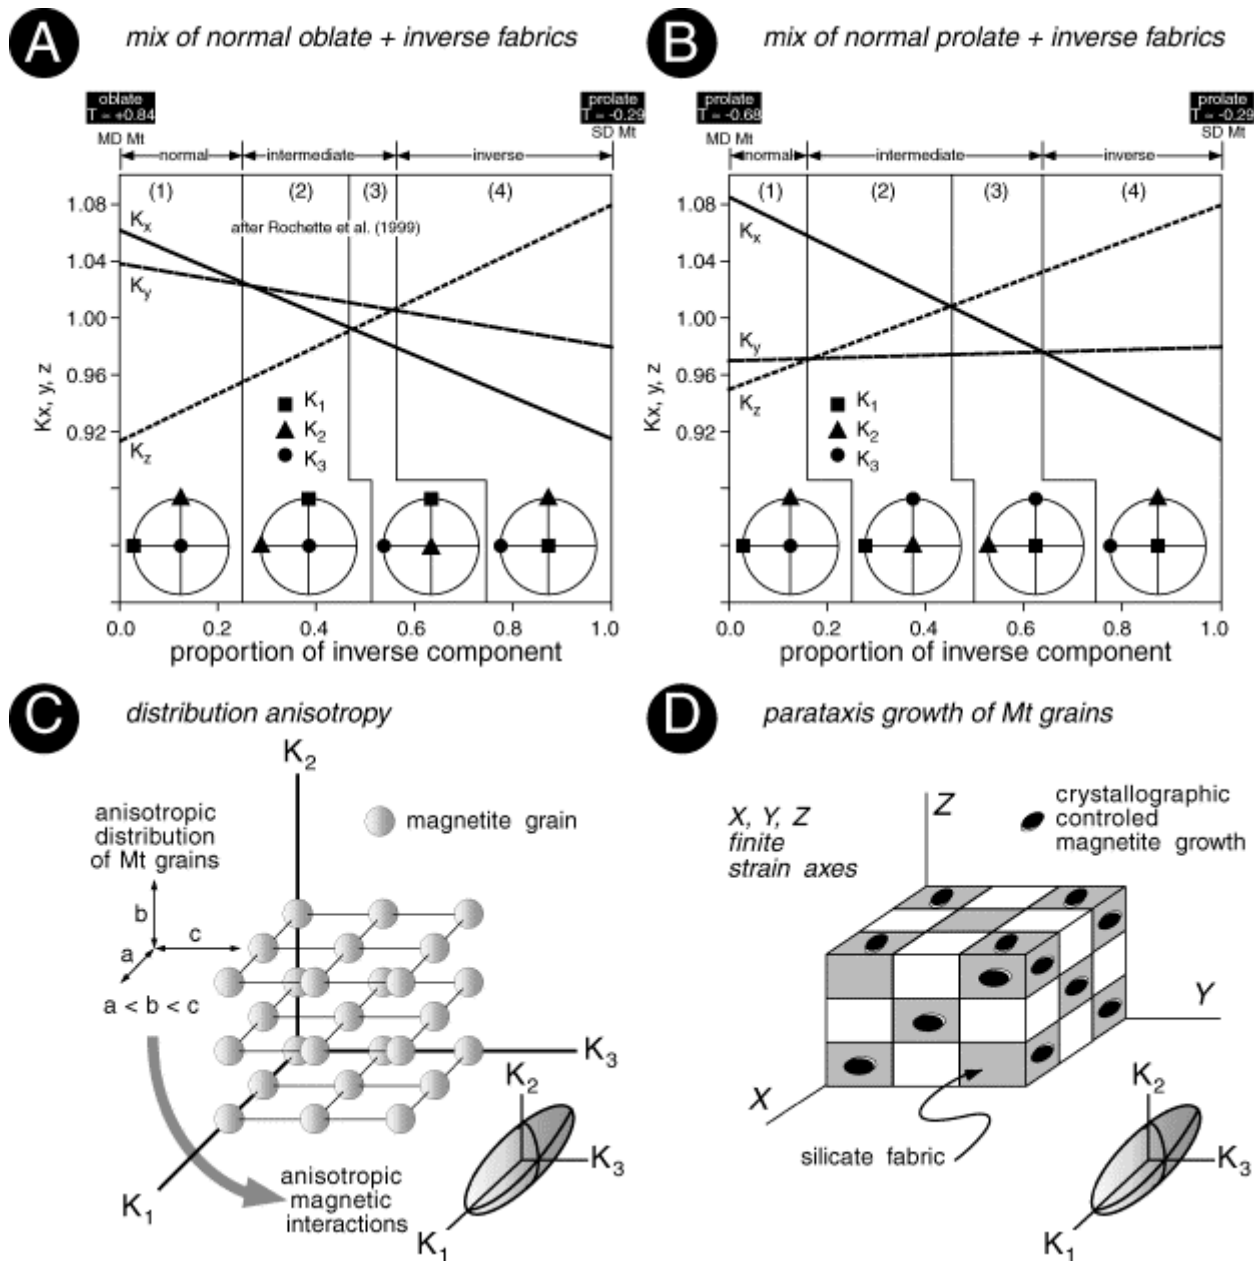 A
mix of normal oblate + inverse fabrics
oblate
T = +0.84
MD Mt
prolate
T = -0.29
SD Mt
normal
intermediate
inverse
(1)
(2)
(3)
(4)
after Rochette et al. (1999)
Kx, y, z
1.08
1.04
1.00
0.96
0.92
Kx
Ky
Kz
K1
K2
K3
0.0
0.2
0.4
0.6
0.8
1.0
proportion of inverse component
B
mix of normal prolate + inverse fabrics
prolate
T = -0.68
MD Mt
prolate
T = -0.29
SD Mt
normal
intermediate
inverse
(1)
(2)
(3)
(4)
Kx, y, z
1.08
1.04
1.00
0.96
0.92
Kx
Ky
Kz
K1
K2
K3
0.0
0.2
0.4
0.6
0.8
1.0
proportion of inverse component
C
distribution anisotropy
K2
anisotropic
distribution
of Mt grains
magnetite grain
b
c
a
a < b < c
K3
K1
anisotropic
magnetic
interactions
K2
K3
K1
D
parataxis growth of Mt grains
X, Y, Z
finite
strain axes
Z
crystallographic
controled
magnetite growth
Y
X
silicate fabric
K2
K3
K1